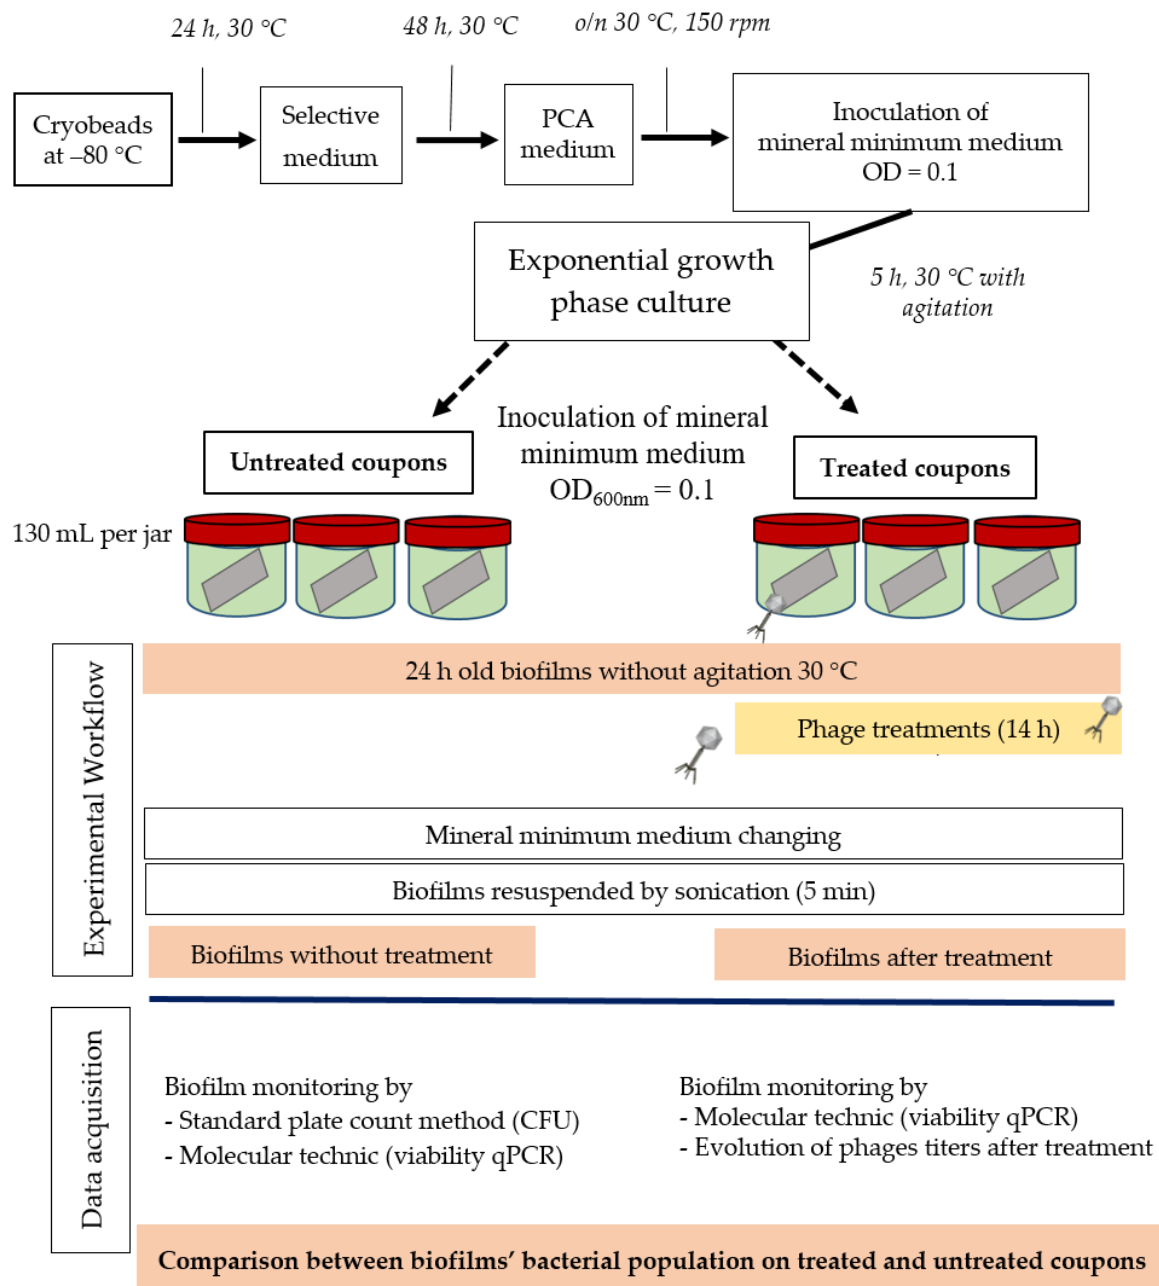 24 h, 30 °C
48 h, 30 °C
o/n 30 °C, 150 rpm
Cryobeads
at –80 °C
Selective
medium
PCA
medium
Inoculation of
mineral minimum medium
OD = 0.1
Exponential growth
phase culture
5 h, 30 °C with
agitation
Inoculation of mineral
minimum medium
OD600nm = 0.1
Untreated coupons
Treated coupons
130 mL per jar
Experimental Workflow
24 h old biofilms without agitation 30 °C
Phage treatments (14 h)
Mineral minimum medium changing
Biofilms resuspended by sonication (5 min)
Biofilms without treatment
Biofilms after treatment
Data acquisition
Biofilm monitoring by
- Standard plate count method (CFU)
- Molecular technic (viability qPCR)
Biofilm monitoring by
- Molecular technic (viability qPCR)
- Evolution of phages titers after treatment
Comparison between biofilms’ bacterial population on treated and untreated coupons